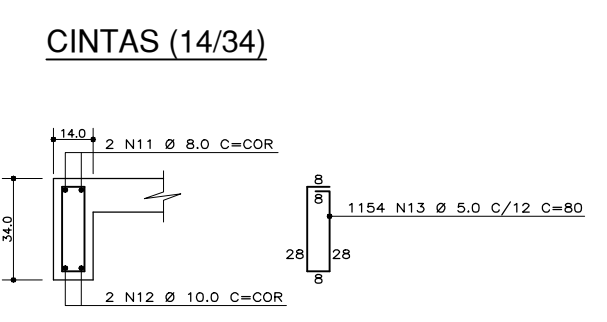 CINTAS (14/34)
14.0
2 N11 Ø 8.0 C=COR
34.0
8
8
1154 N13 Ø 5.0 C/12 C=80
28
28
8
2 N12 Ø 10.0 C=COR